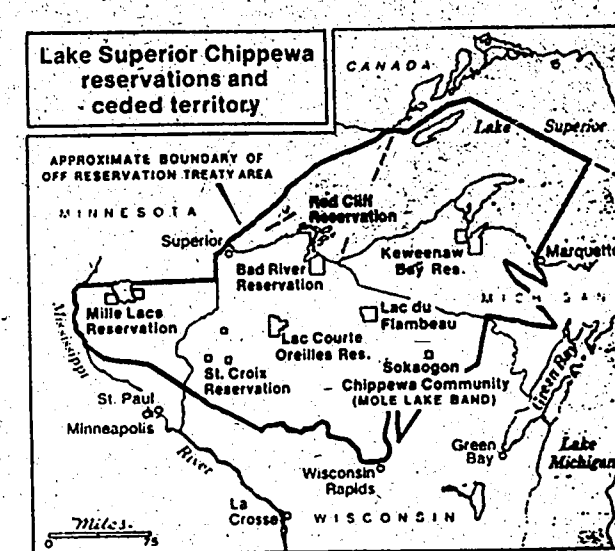 Lake Superior Chippewa
reservations and
ceded territory
CANADA
Lake Superior
APPROXIMATE BOUNDARY OF
OFF RESERVATION TREATY AREA
MINNESOTA
Red Cliff
Reservation
Superior
Bad River
Reservation
Keweenaw
Bay Res.
Marquette
MICHIGAN
Mille Lacs
Reservation
Mississippi
Lac du
Flambeau
Lac Courte
Oreilles Res.
St. Croix
Reservation
Sokaogon
Chippewa Community
(MOLE LAKE BAND)
Green Bay
St. Paul
Minneapolis
River
Green
Bay
Lake
Michigan
Wisconsin
Rapids
La
Crosse
WISCONSIN
Miles
0 75